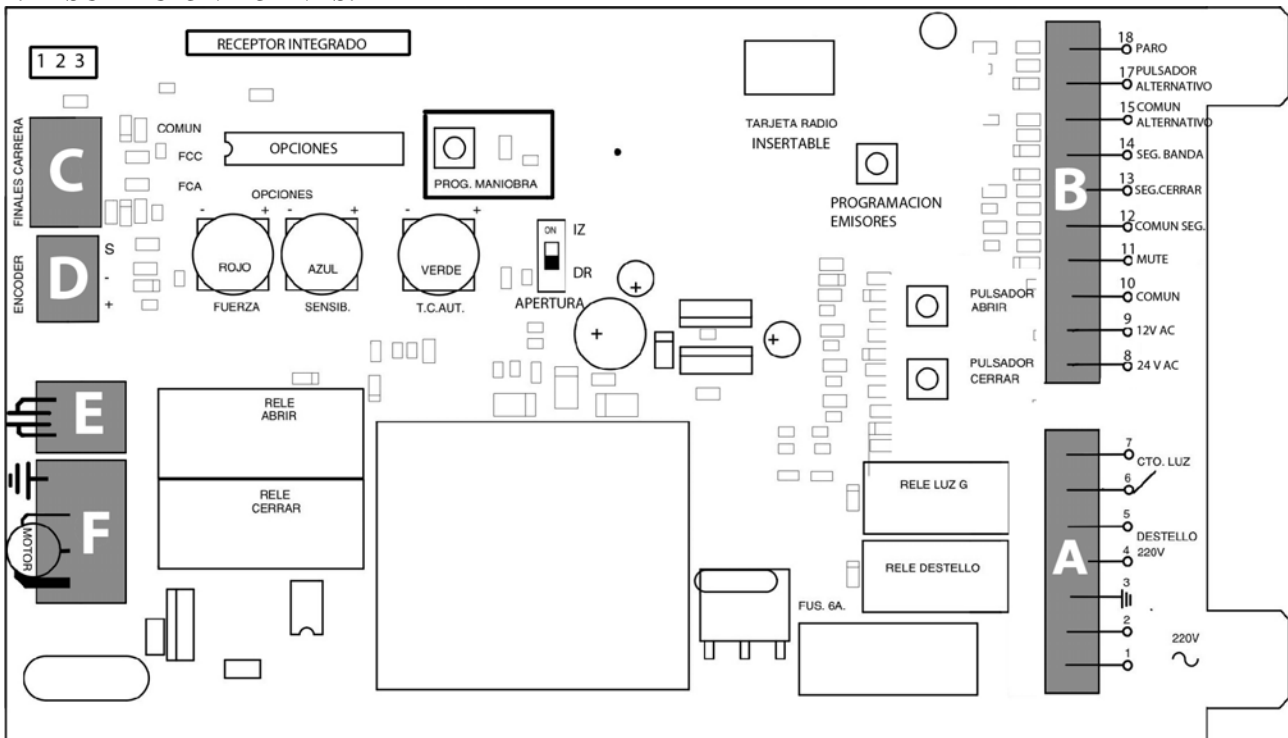 RECEPTOR INTEGRADO
1 2 3
FINALES CARRERA
C
COMUN
FCC
FCA
OPCIONES
PROG. MANIOBRA
TARJETA RADIO
INSERTABLE
PROGRAMACION
EMISORES
ENCODER
D
S
-
+
OPCIONES
- +
ROJO
FUERZA
- +
AZUL
SENSIB.
- +
VERDE
T.C.AUT.
ON
IZ
DR
APERTURA
+
+
+
PULSADOR
ABRIR
PULSADOR
CERRAR
B
18 PARO
17 PULSADOR
ALTERNATIVO
15 COMUN
ALTERNATIVO
14 SEG. BANDA
13 SEG.CERRAR
12 COMUN SEG.
11 MUTE
10 COMUN
9 12V AC
8 24 V AC
E
F
MOTOR
RELE
ABRIR
RELE
CERRAR
RELE LUZ G
RELE DESTELLO
FUS. 6A.
A
7
CTO. LUZ
6
5
DESTELLO
4 220V
3
2
220V
1